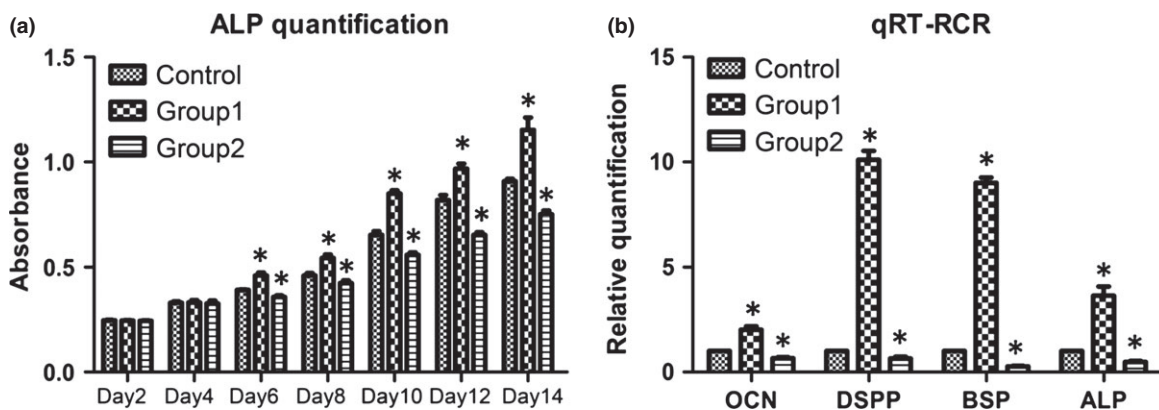 (a)
ALP quantification
Absorbance
1.5
1.0
0.5
0.0
Control
Group1
Group2
* * * * * * * * * *
Day2 Day4 Day6 Day8 Day10 Day12 Day14
(b)
qRT-RCR
Relative quantification
15
10
5
0
Control
Group1
Group2
* * * * * * * *
OCN DSPP BSP ALP